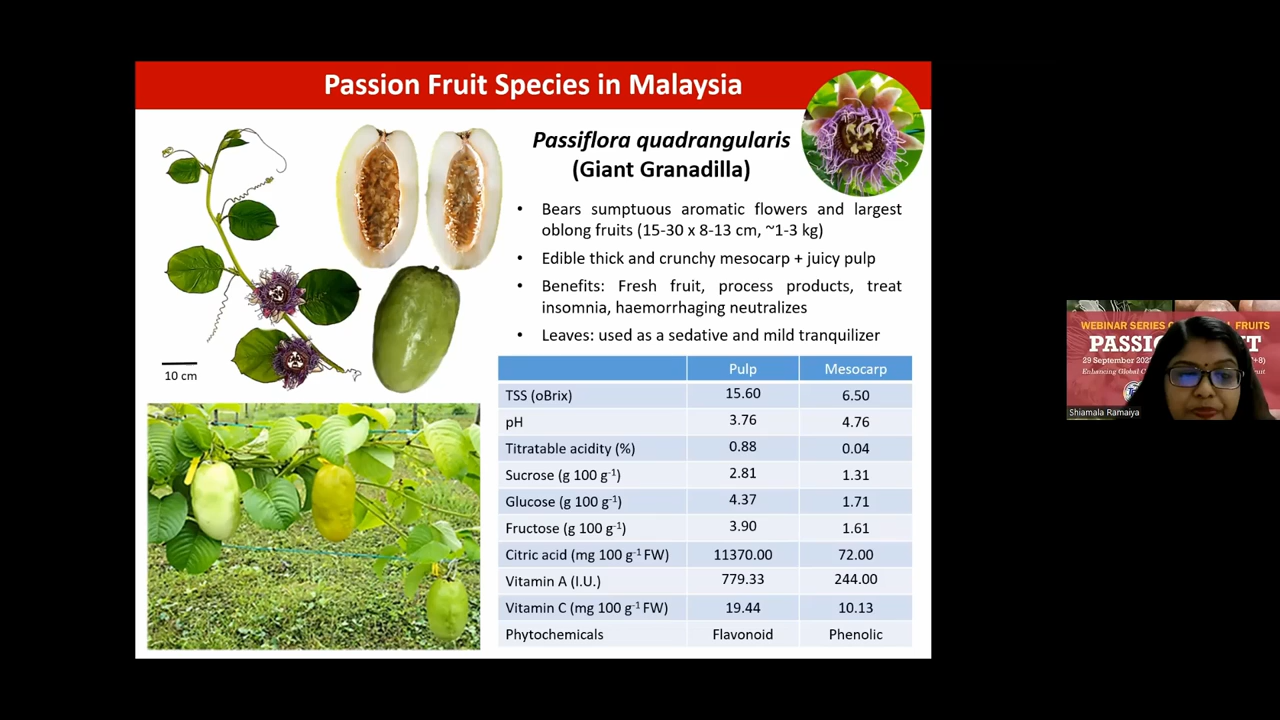 Passion Fruit Species in Malaysia
Passiflora quadrangularis
(Giant Granadilla)
• Bears sumptuous aromatic flowers and largest
oblong fruits (15-30 x 8-13 cm, ~1-3 kg)
• Edible thick and crunchy mesocarp + juicy pulp
• Benefits: Fresh fruit, process products, treat
insomnia, haemorrhaging neutralizes
• Leaves: used as a sedative and mild tranquilizer
10 cm
Pulp Mesocarp
TSS (oBrix) 15.60 6.50
pH 3.76 4.76
Titratable acidity (%) 0.88 0.04
Sucrose (g 100 g⁻¹) 2.81 1.31
Glucose (g 100 g⁻¹) 4.37 1.71
Fructose (g 100 g⁻¹) 3.90 1.61
Citric acid (mg 100 g⁻¹ FW) 11370.00 72.00
Vitamin A (I.U.) 779.33 244.00
Vitamin C (mg 100 g⁻¹ FW) 19.44 10.13
Phytochemicals Flavonoid Phenolic
WEBINAR SERIES FRUITS
29 September
Enhancing Global
Shiamala Ramaiya